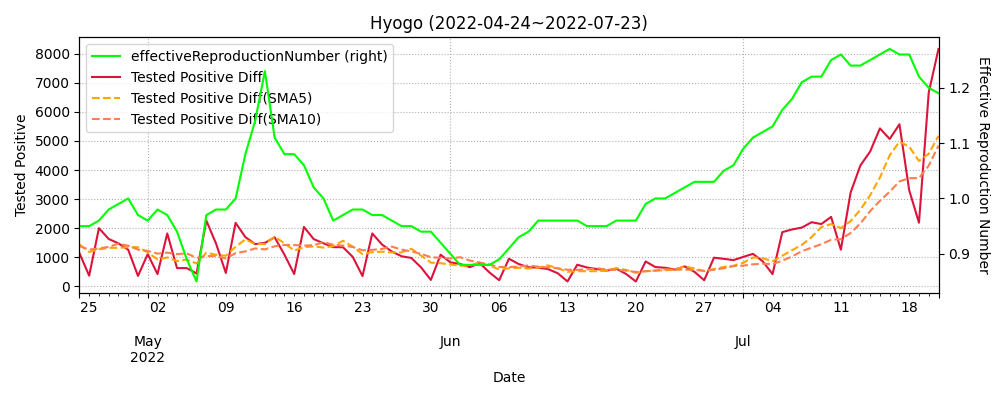 Hyogo (2022-04-24~2022-07-23)
effectiveReproductionNumber (right)
Tested Positive Diff
Tested Positive Diff(SMA5)
Tested Positive Diff(SMA10)
8000
7000
6000
5000
4000
3000
2000
1000
0
Tested Positive
1.2
1.1
1.0
0.9
Effective Reproduction Number
25 02 09 16 23 30 06 13 20 27 04 11 18
May Jun Jul
2022
Date